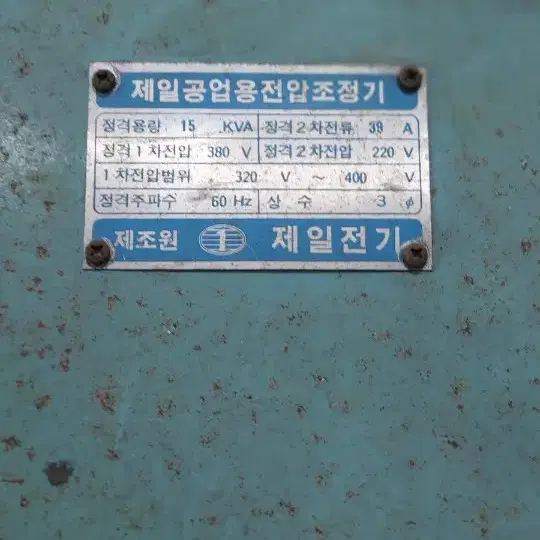 제일공업용전압조정기
정격용량 15 KVA 정격2차전류 39 A
정격1차전압 380 V 정격2차전압 220 V
1차전압범위 320 V ~ 400 V
정격주파수 60 Hz 상수 3 ϕ
제조원 제일전기